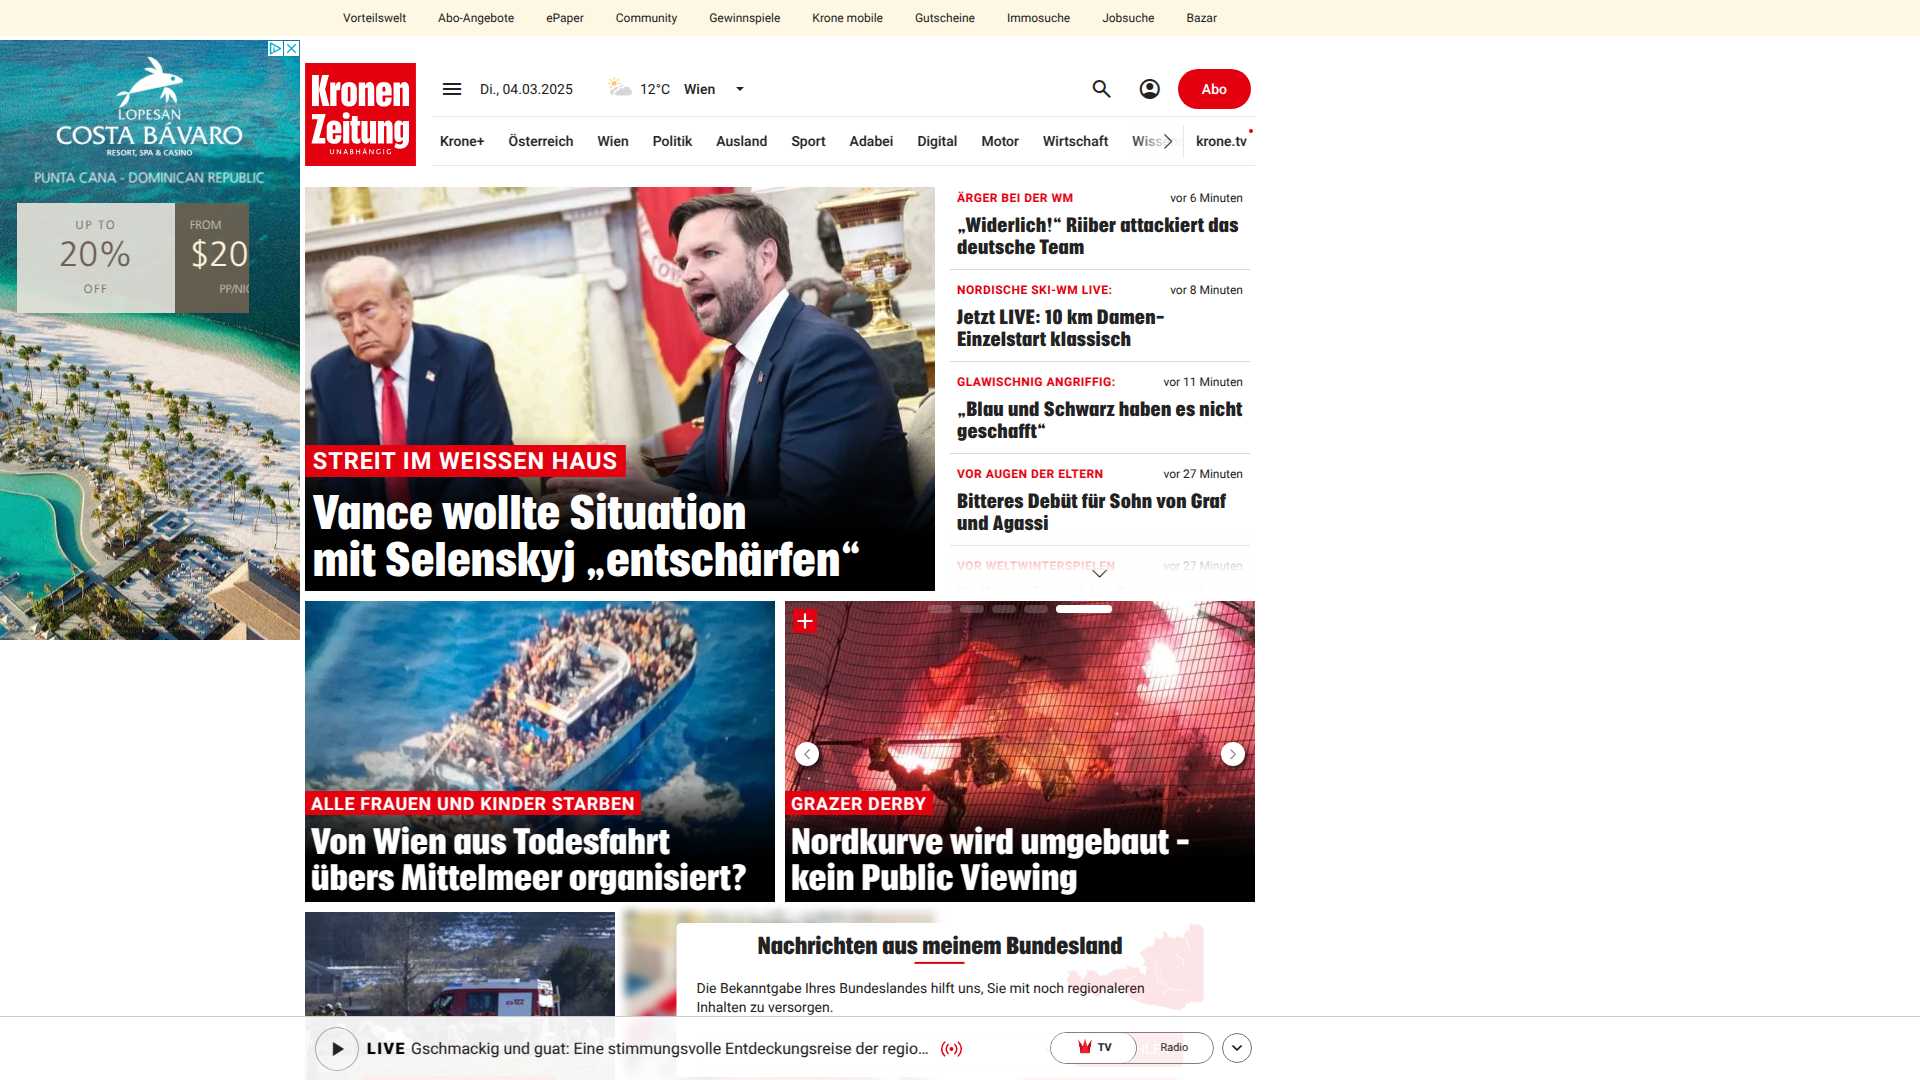 Vorteilswelt Abo-Angebote ePaper Community Gewinnspiele Krone mobile Gutscheine Immosuche Jobsuche Bazar
LOPESAN
COSTA BÁVARO
RESORT, SPA & CASINO
PUNTA CANA - DOMINICAN REPUBLIC
UP TO
20%
OFF
FROM
$20
PP/NIG
Kronen
Zeitung
UNABHÄNGIG
Di., 04.03.2025 12°C Wien Abo
Krone+ Österreich Wien Politik Ausland Sport Adabei Digital Motor Wirtschaft Wiss krone.tv
STREIT IM WEISSEN HAUS
Vance wollte Situation
mit Selenskyj „entschärfen“
ÄRGER BEI DER WM vor 6 Minuten
„Widerlich!“ Riiber attackiert das
deutsche Team
NORDISCHE SKI-WM LIVE: vor 8 Minuten
Jetzt LIVE: 10 km Damen-
Einzelstart klassisch
GLAWISCHNIG ANGRIFFIG: vor 11 Minuten
„Blau und Schwarz haben es nicht
geschafft“
VOR AUGEN DER ELTERN vor 27 Minuten
Bitteres Debüt für Sohn von Graf
und Agassi
VOR WELTWINTERSPIELEN vor 27 Minuten
ALLE FRAUEN UND KINDER STARBEN
Von Wien aus Todesfahrt
übers Mittelmeer organisiert?
GRAZER DERBY
Nordkurve wird umgebaut –
kein Public Viewing
Nachrichten aus meinem Bundesland
Die Bekanntgabe Ihres Bundeslandes hilft uns, Sie mit noch regionaleren
Inhalten zu versorgen.
LIVE Gschmackig und guat: Eine stimmungsvolle Entdeckungsreise der regio... TV Radio